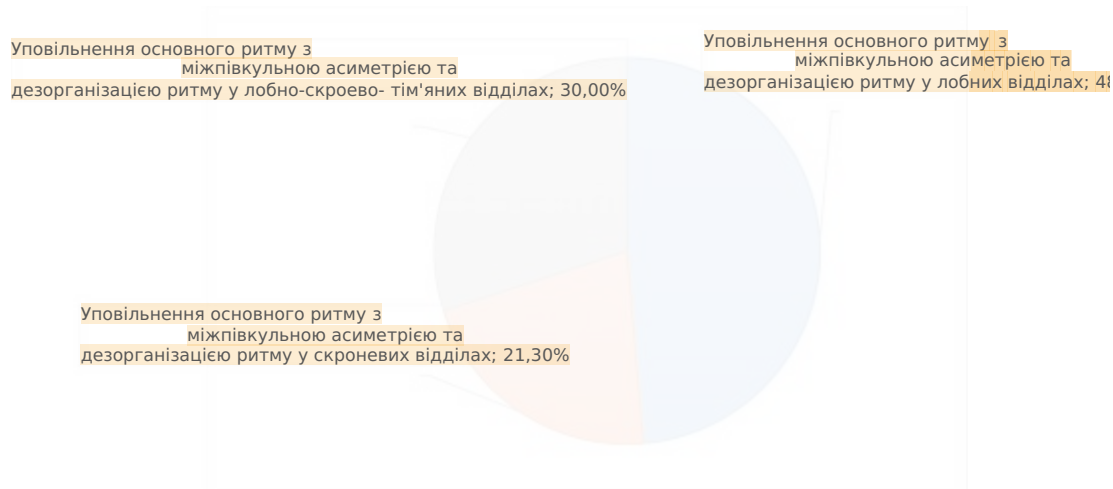 Уповільнення основного ритму з
міжпівкульною асиметрією та
дезорганізацією ритму у лобно-скроево- тім'яних відділах; 30,00%
Уповільнення основного ритму з
міжпівкульною асиметрією та
дезорганізацією ритму у лобних відділах; 48
Уповільнення основного ритму з
міжпівкульною асиметрією та
дезорганізацією ритму у скроневих відділах; 21,30%